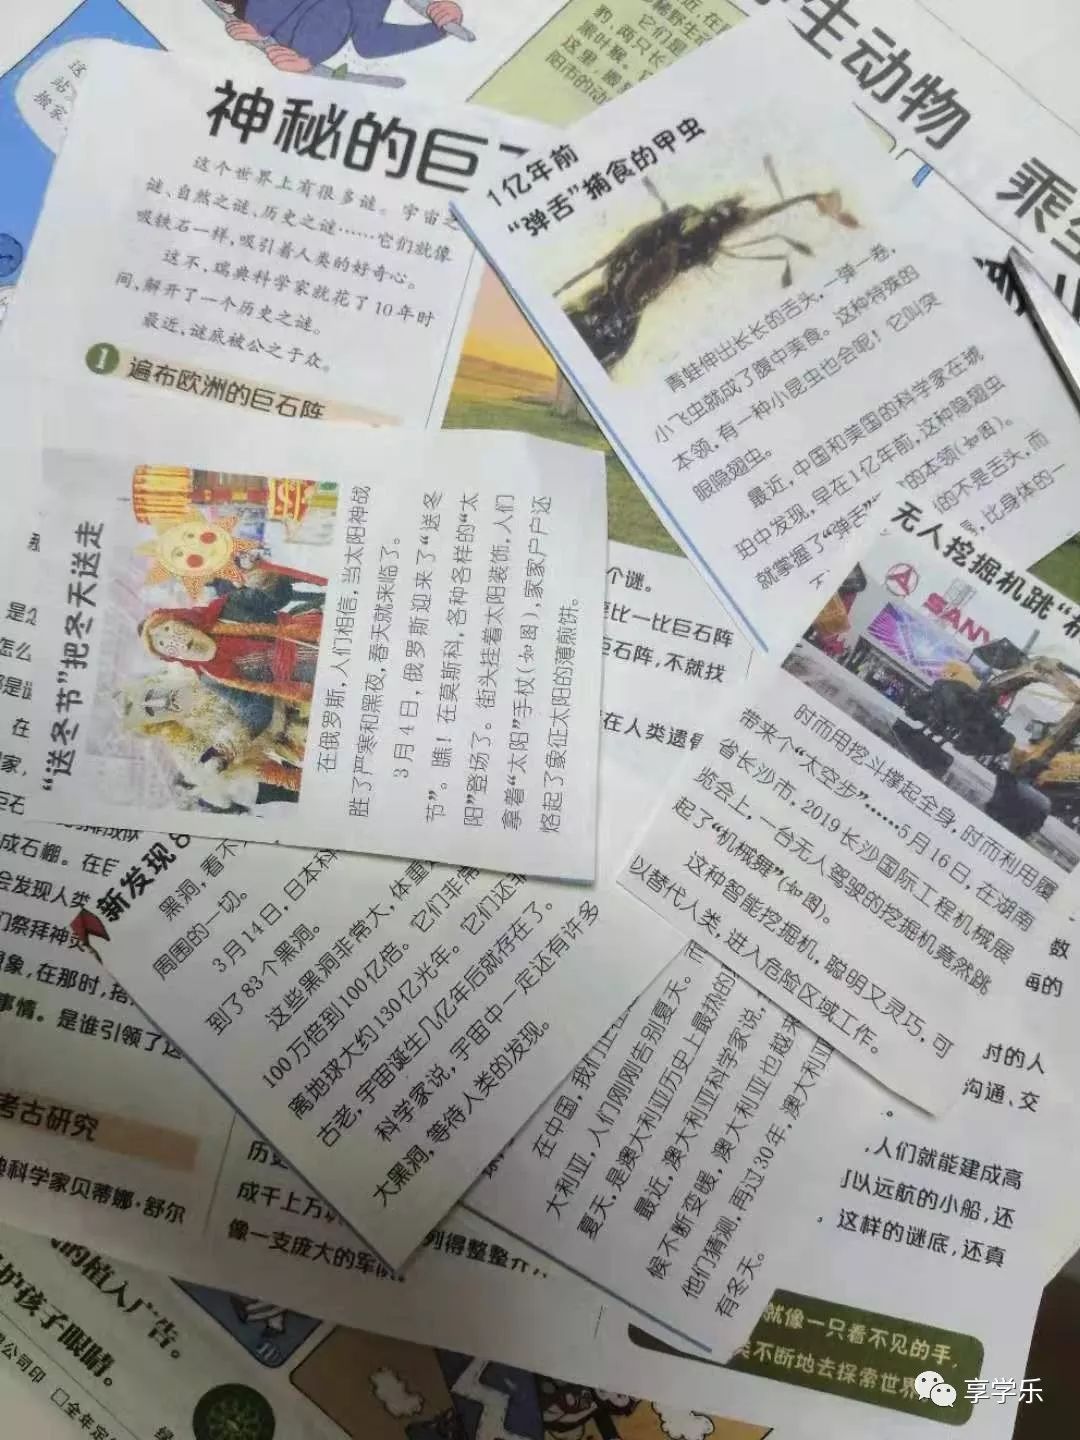 神秘的巨
这个世界上有很多谜。宇宙之
谜、自然之谜、历史之谜……它们就像
吸铁石一样，吸引着人类的好奇心。
这不，瑞典科学家就花了10年时
间，解开了一个历史之谜。
最近，谜底被公之于众。
1 遍布欧洲的巨石阵
1亿年前
“弹舌”捕食的甲虫
青蛙伸出长长的舌头，一弹一卷，
小飞虫就成了腹中美食。这种特殊的
本领，有一种小昆虫也会呢！它叫突
眼隐翅虫。
最近，中国和美国的科学家在琥
珀中发现，早在1亿年前，这种隐翅虫
就掌握了“弹舌”
的本领（如图）。
的不是舌头，而
比身体的一
生动物
乘坐
“送冬节”把冬天送走
在俄罗斯，人们相信，当太阳神战
胜了严寒和黑夜，春天就来临了。
3月4日，俄罗斯迎来了“送冬
节”。瞧！在莫斯科，各种各样的“太
阳”登场了。街头挂着太阳装饰，人们
拿着“太阳”手杖（如图），家家户户还
烙起了象征太阳的薄煎饼。
无人挖掘机跳“
SANY
时而用挖斗撑起全身，时而利用履
带来个“太空步”……5月16日，在湖南
省长沙市，2019长沙国际工程机械展
览会上，一台无人驾驶的挖掘机竟然跳
起了“机械舞”（如图）。
这种智能挖掘机，聪明又灵巧，可
以替代人类，进入危险区域工作。
新发现8
黑洞，看不
周围的一切。
3月14日，日本科
到了83个黑洞。
这些黑洞非常大，体重
100万倍到100亿倍。它们非常
离地球大约130亿光年。它们还非
古老，宇宙诞生几亿年后就存在了。
科学家说，宇宙中一定还有许多
大黑洞，等待人类的发现。
在中国，我们正在
大利亚，人们刚刚告别夏天。
夏天，是澳大利亚历史上最热的
最近，澳大利亚科学家说，
候不断变暖，澳大利亚也越来
他们猜测，再过30年，澳大利亚
有冬天。
个谜。
比一比巨石阵
巨石阵，不就找
在人类遗骨
成石棚。在
会发现人类
们祭拜神灵
想象，在那时，
事情。是谁引领了这
考古研究
科学家贝蒂娜·舒尔
历史
成千上万
像一支庞大的军
列得整整齐
的人
沟通、交
，人们就能建成高
以远航的小船，还
。这样的谜底，还真
就像一只看不见的手，
不断地去探索世界
的植入广告。
护孩子眼睛。
公司印
□全年定
享学乐